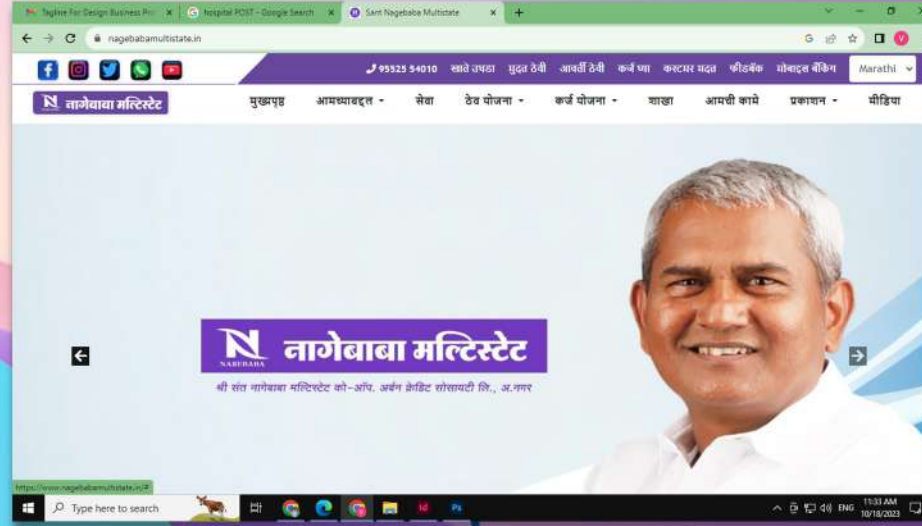 Tagline For Design Business Pro
hospital POST - Google Search
Sant Nagebaba Multistate
nagebabamultistate.in
95525 54010 खाते उघडा मुदत ठेवी आवर्ती ठेवी कर्ज घ्या कस्टमर मदत फीडबॅक मोबाइल बँकिंग Marathi
N नागेबाबा मल्टिस्टेट मुख्यपृष्ठ आमच्याबद्दल सेवा ठेव योजना कर्ज योजना शाखा आमची कामे प्रकाशन मीडिया
N नागेबाबा मल्टिस्टेट
NAGEBABA
श्री संत नागेबाबा मल्टिस्टेट को-ऑप. अर्बन क्रेडिट सोसायटी लि., अ.नगर
https://www.nagebabamultistate.in/#
Type here to search
Id Ps
ENG 11:33 AM
10/18/2023